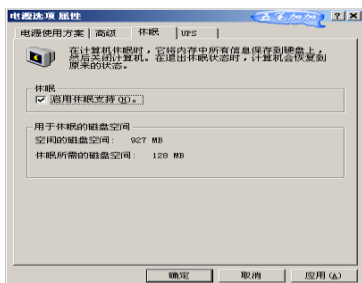 电源选项 属性
电源使用方案 高级 休眠 UPS
在计算机休眠时，它将内存中所有信息保存到硬盘上，
然后关闭计算机。在退出休眠状态时，计算机会恢复到
原来的状态。
休眠
启用休眠支持(H)。
用于休眠的磁盘空间
空闲的磁盘空间: 927 MB
休眠所需的磁盘空间: 128 MB
确定 取消 应用(A)